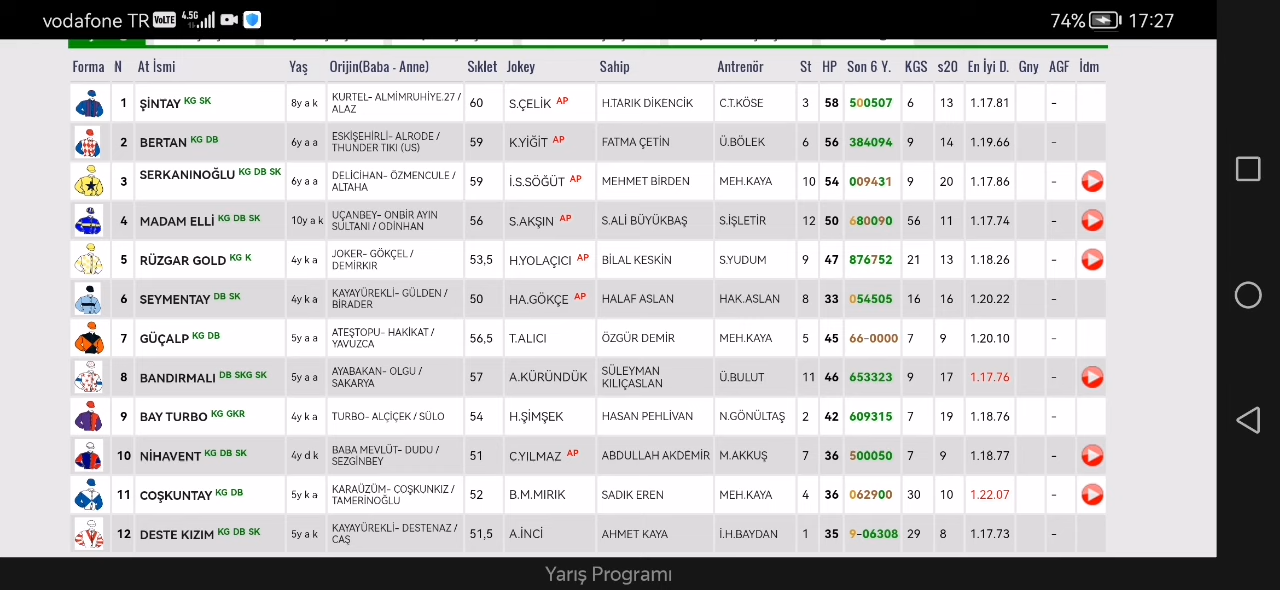 vodafone TR VoLTE 4.5G 74% 17:27
Forma N At İsmi Yaş Orijin(Baba - Anne) Sıklet Jokey Sahip Antrenör St HP Son 6 Y. KGS s20 En İyi D. Gny AGF İdm
1 ŞİNTAY KG SK 8y a k KURTEL- ALMİMRUHİYE.27 / ALAZ 60 S.ÇELİK AP H.TARIK DİKENCİK C.T.KÖSE 3 58 500507 6 13 1.17.81 -
2 BERTAN KG DB 6y a a ESKİŞEHİRLİ- ALRODE / THUNDER TIKI (US) 59 K.YİĞİT AP FATMA ÇETİN Ü.BÖLEK 6 56 384094 9 14 1.19.66 -
3 SERKANINOĞLU KG DB SK 6y a a DELİCİHAN- ÖZMENCULE / ALTAHA 59 İ.S.SÖĞÜT AP MEHMET BİRDEN MEH.KAYA 10 54 009431 9 20 1.17.86 -
4 MADAM ELLİ KG DB SK 10y a k UÇANBEY- ONBİR AYIN SULTANI / ODİNHAN 56 S.AKŞIN AP S.ALİ BÜYÜKBAŞ S.İŞLETİR 12 50 680090 56 11 1.17.74 -
5 RÜZGAR GOLD KG K 4y k a JOKER- GÖKÇEL / DEMİRKIR 53,5 H.YOLAÇICI AP BİLAL KESKİN S.YUDUM 9 47 876752 21 13 1.18.26 -
6 SEYMENTAY DB SK 4y k a KAYAYÜREKLİ- GÜLDEN / BİRADER 50 HA.GÖKÇE AP HALAF ASLAN HAK.ASLAN 8 33 054505 16 16 1.20.22 -
7 GÜÇALP KG DB 5y a a ATEŞTOPU- HAKİKAT / YAVUZCA 56,5 T.ALICI ÖZGÜR DEMİR MEH.KAYA 5 45 66-0000 7 9 1.20.10 -
8 BANDIRMALI DB SKG SK 5y a a AYABAKAN- OLGU / SAKARYA 57 A.KÜRÜNDÜK SÜLEYMAN KILIÇASLAN Ü.BULUT 11 46 653323 9 17 1.17.76 -
9 BAY TURBO KG GKR 4y k a TURBO- ALÇİÇEK / SÜLO 54 H.ŞİMŞEK HASAN PEHLİVAN N.GÖNÜLTAŞ 2 42 609315 7 19 1.18.76 -
10 NİHAVENT KG DB SK 4y d k BABA MEVLÜT- DUDU / SEZGİNBEY 51 C.YILMAZ AP ABDULLAH AKDEMİR M.AKKUŞ 7 36 500050 7 9 1.18.77 -
11 COŞKUNTAY KG DB 5y k a KARAÜZÜM- ÇOŞKUNKIZ / TAMERİNOĞLU 52 B.M.MIRIK SADIK EREN MEH.KAYA 4 36 062900 30 10 1.22.07 -
12 DESTE KIZIM KG DB SK 5y a k KAYAYÜREKLİ- DESTENAZ / CAŞ 51,5 A.İNCİ AHMET KAYA İ.H.BAYDAN 1 35 9-06308 29 8 1.17.73 -
Yarış Programı